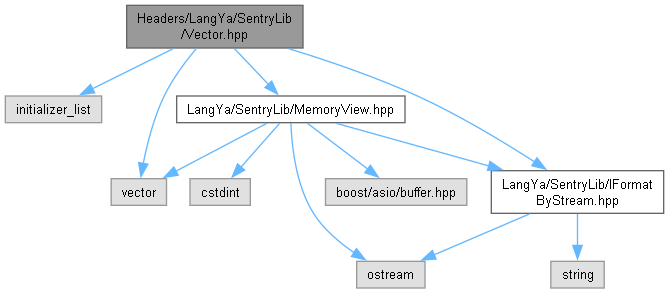 Headers/LangYa/SentryLib
/Vector.hpp
initializer_list
LangYa/SentryLib/MemoryView.hpp
vector
cstdint
boost/asio/buffer.hpp
LangYa/SentryLib/IFormat
ByStream.hpp
ostream
string